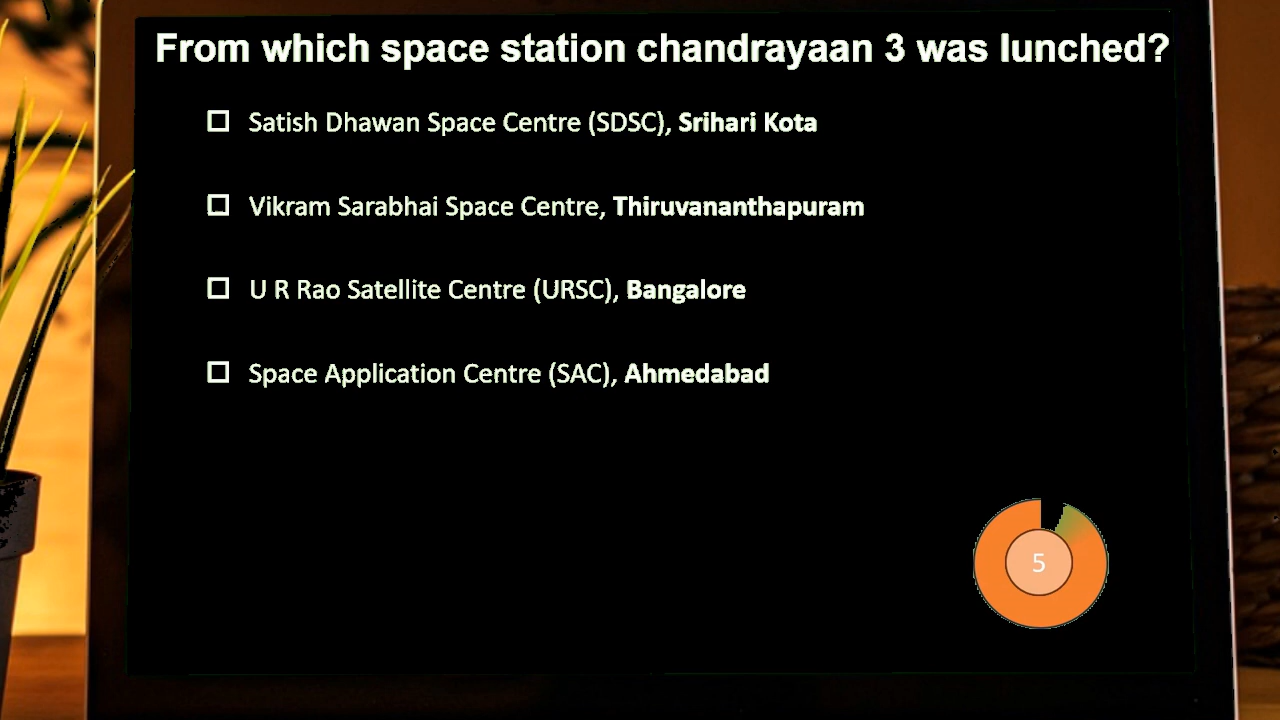 From which space station chandrayaan 3 was lunched?
Satish Dhawan Space Centre (SDSC), Srihari Kota
Vikram Sarabhai Space Centre, Thiruvananthapuram
U R Rao Satellite Centre (URSC), Bangalore
Space Application Centre (SAC), Ahmedabad
5